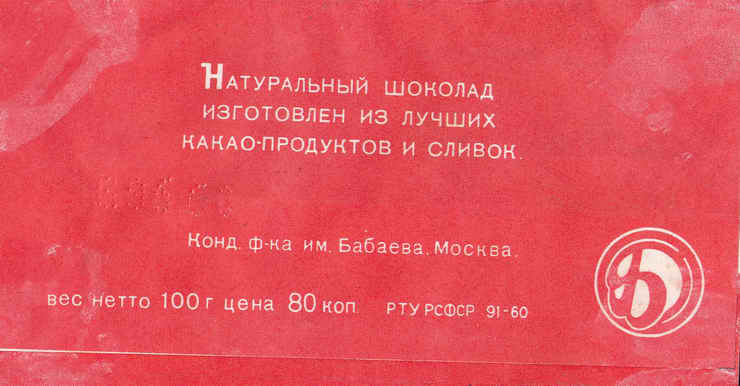 Натуральный шоколад
изготовлен из лучших
какао-продуктов и сливок.
Конд. ф-ка им. Бабаева. Москва.
вес нетто 100 г цена 80 коп. РТУ РСФСР 91-60